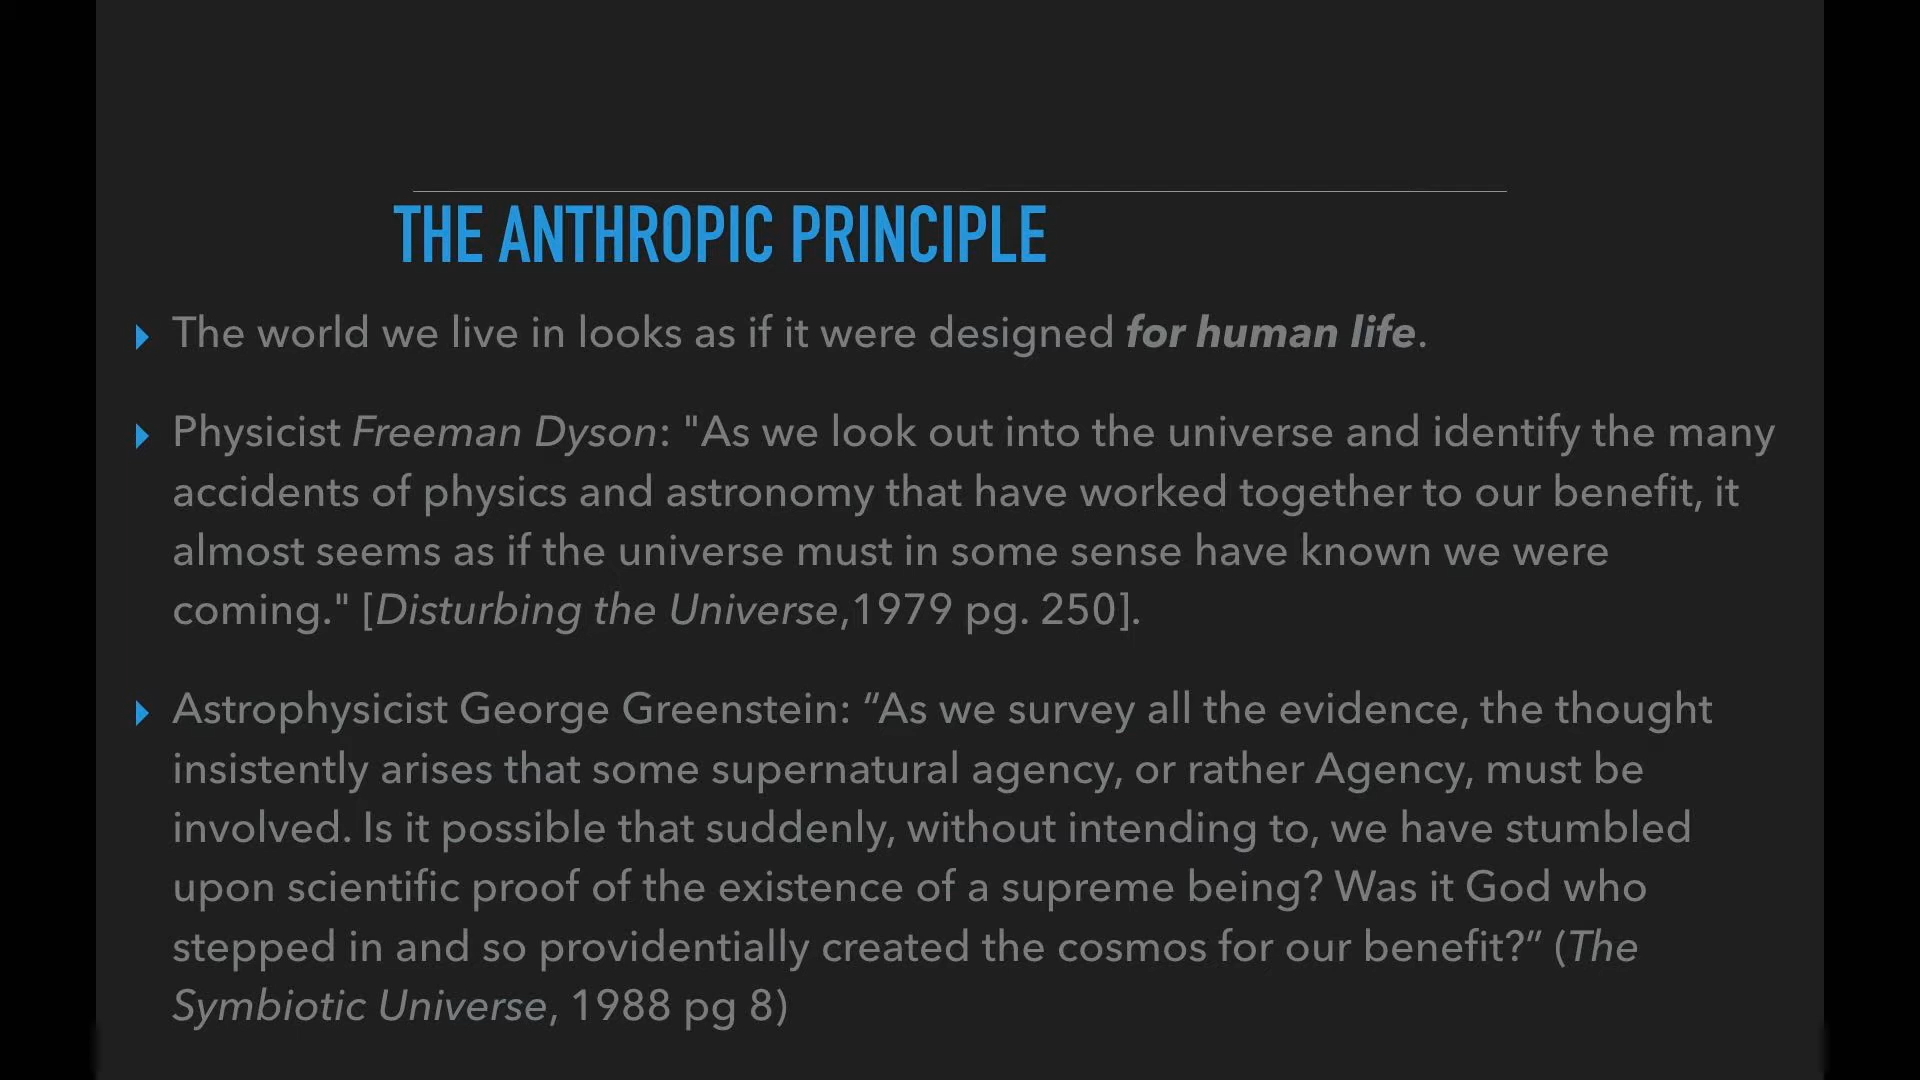 THE ANTHROPIC PRINCIPLE
The world we live in looks as if it were designed for human life.
Physicist Freeman Dyson: "As we look out into the universe and identify the many
accidents of physics and astronomy that have worked together to our benefit, it
almost seems as if the universe must in some sense have known we were
coming." [Disturbing the Universe,1979 pg. 250].
Astrophysicist George Greenstein: “As we survey all the evidence, the thought
insistently arises that some supernatural agency, or rather Agency, must be
involved. Is it possible that suddenly, without intending to, we have stumbled
upon scientific proof of the existence of a supreme being? Was it God who
stepped in and so providentially created the cosmos for our benefit?” (The
Symbiotic Universe, 1988 pg 8)